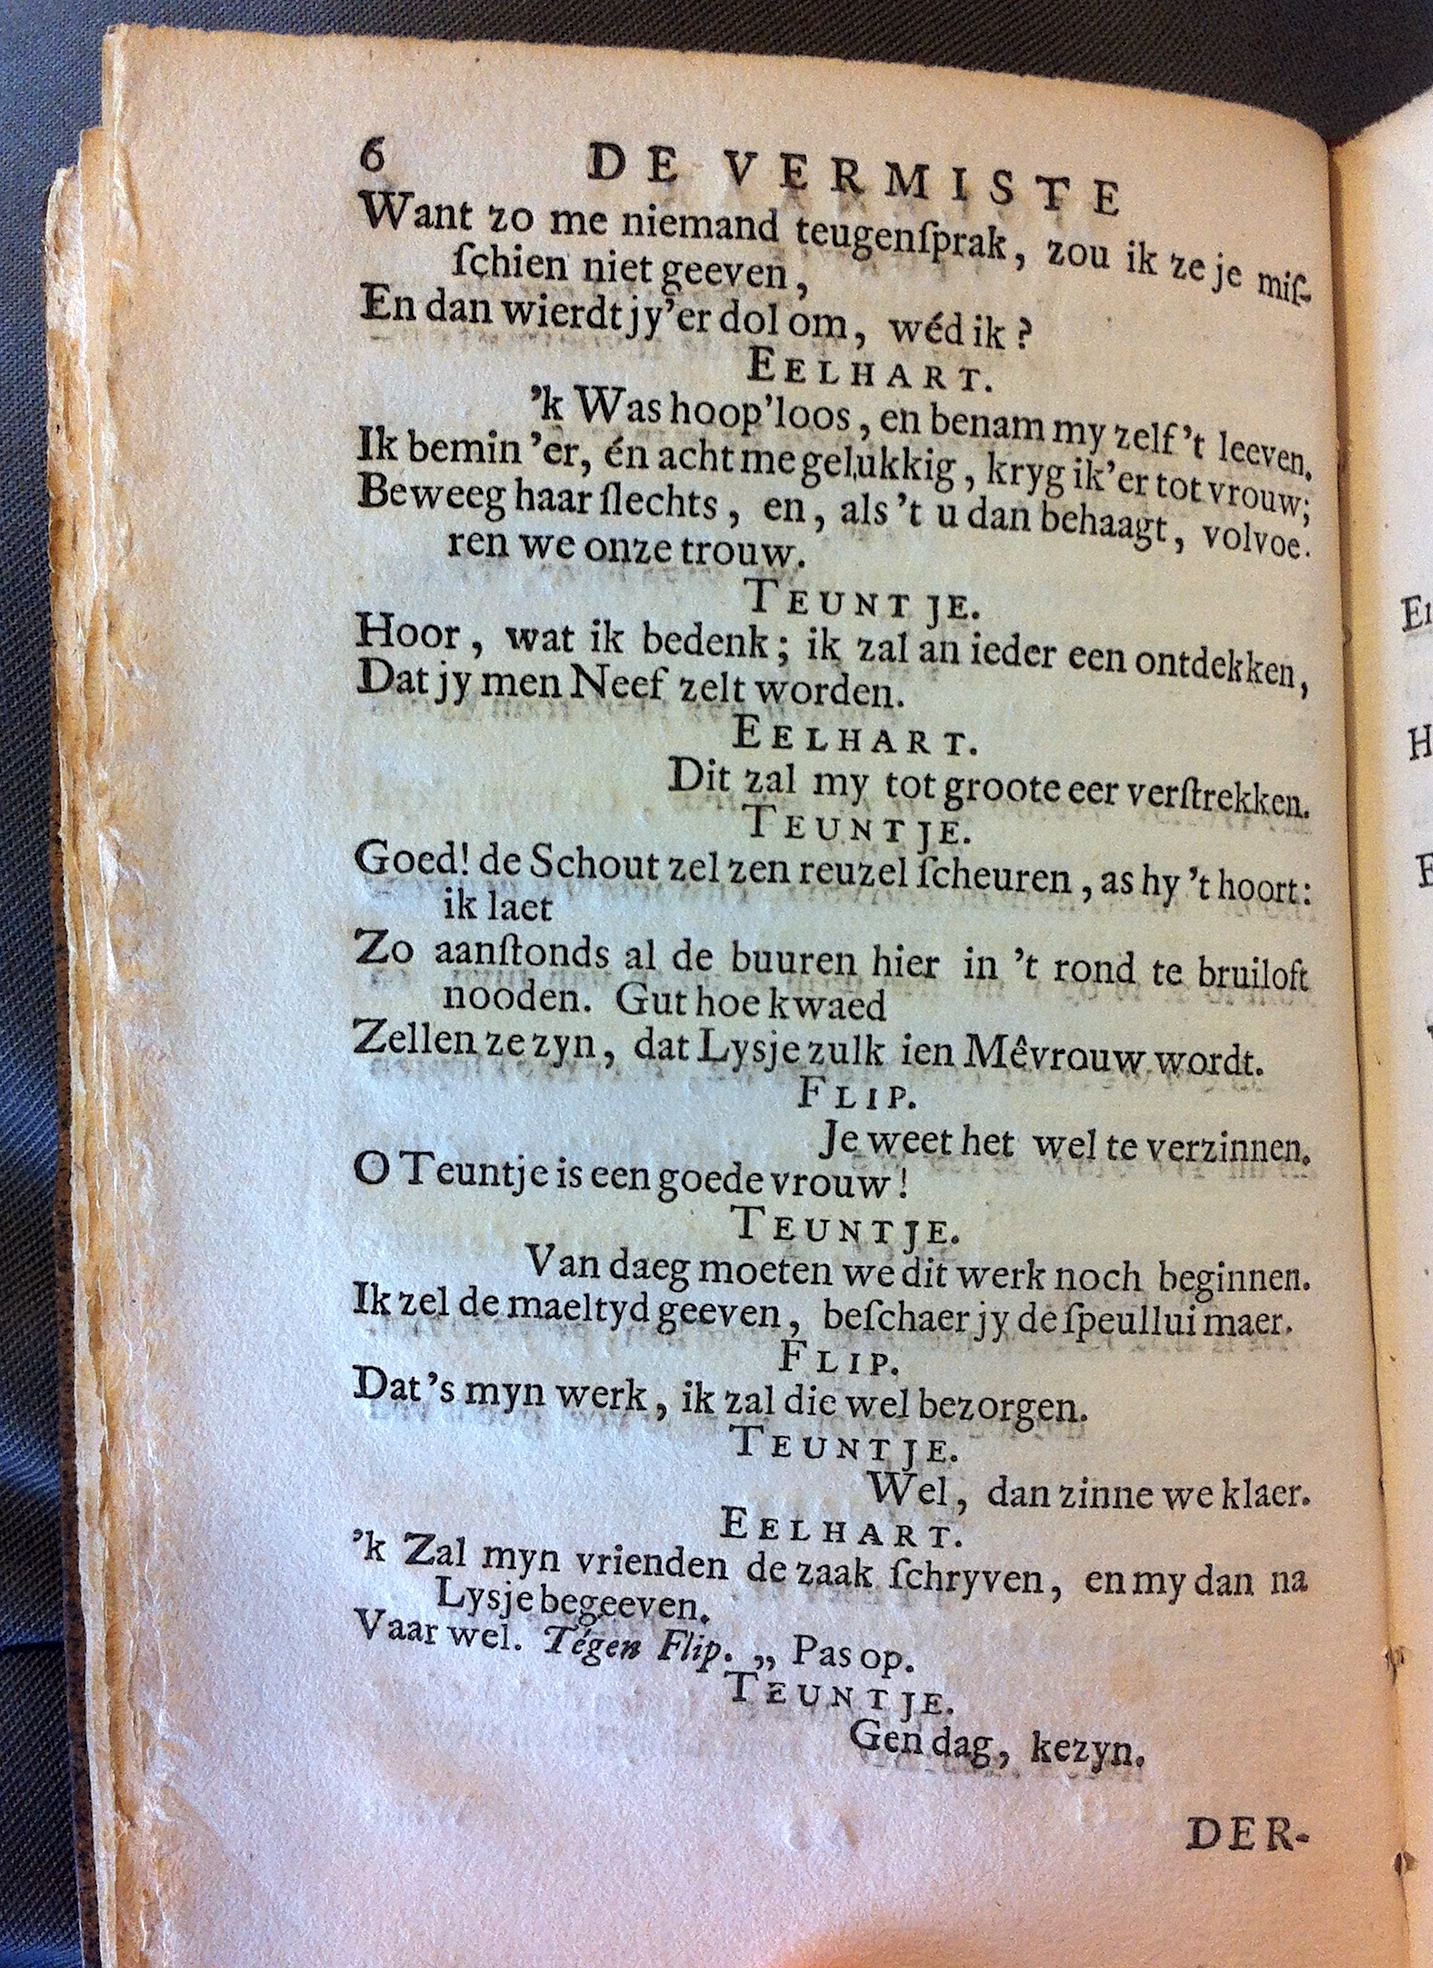 6 DE VERMISTE
Want zo me niemand teugenſprak, zou ik ze je miſ-
ſchien niet geeven,
En dan wierdt jy'er dol om, wéd ik?
EELHART.
'k Was hoop'loos, en benam my zelf 't leeven.
Ik bemin 'er, én acht me gelukkig, kryg ik'er tot vrouw;
Beweeg haar ſlechts, en, als 't u dan behaagt, volvoe-
ren we onze trouw.
TEUNTJE.
Hoor, wat ik bedenk; ik zal an ieder een ontdekken,
Dat jy men Neef zelt worden.
EELHART.
Dit zal my tot groote eer verſtrekken.
TEUNTJE.
Goed! de Schout zel zen reuzel ſcheuren, as hy 't hoort:
ik laet
Zo aanſtonds al de buuren hier in 't rond te bruiloft
nooden. Gut hoe kwaed
Zellen ze zyn, dat Lysje zulk ien Mêvrouw wordt.
FLIP.
Je weet het wel te verzinnen.
O Teuntje is een goede vrouw!
TEUNTJE.
Van daeg moeten we dit werk noch beginnen.
Ik zel de maeltyd geeven, beſchaer jy de ſpeullui maer.
FLIP.
Dat's myn werk, ik zal die wel bezorgen.
TEUNTJE.
Wel, dan zinne we klaer.
EELHART.
'k Zal myn vrienden de zaak ſchryven, en my dan na
Lysje begeeven.
Vaar wel. Tégen Flip. „ Pas op.
TEUNTJE.
Gen dag, kezyn.
DER-